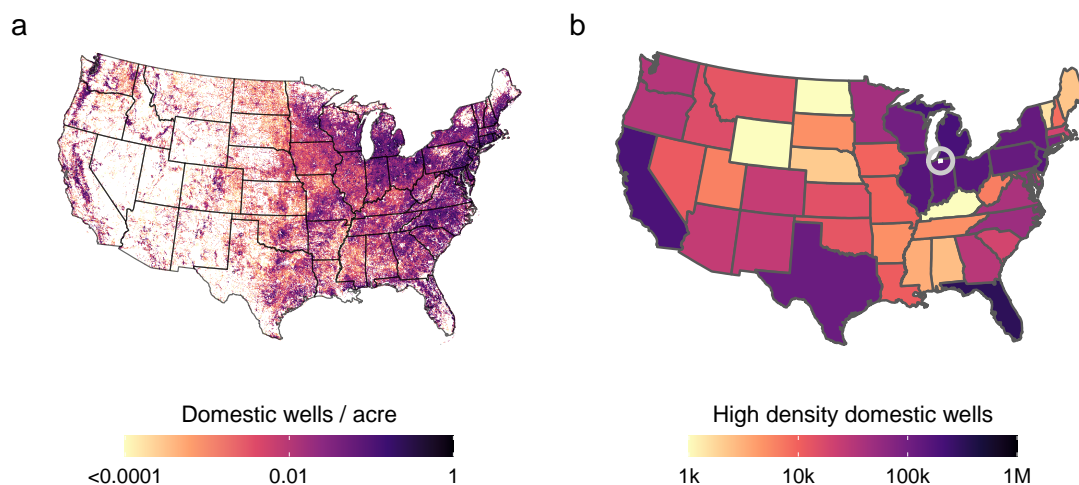 a
b
Domestic wells / acre
<0.0001
0.01
1
High density domestic wells
1k
10k
100k
1M